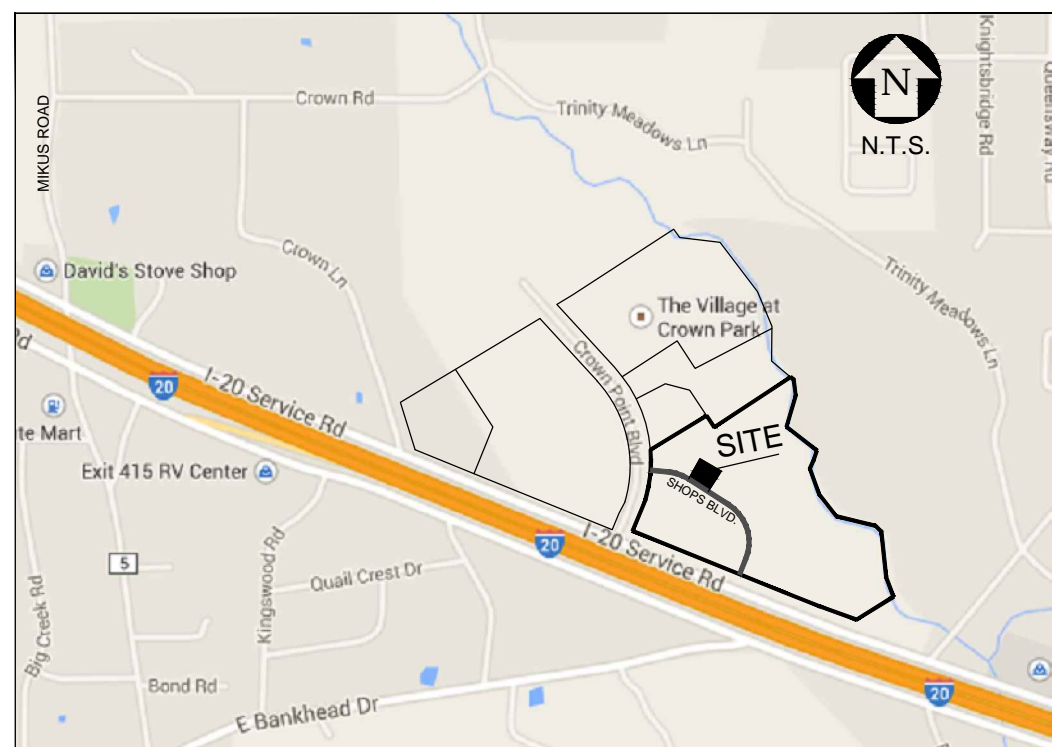 Knightsbridge Rd
Queensway Rd
N
N.T.S.
MIKUS ROAD
Crown Rd
Trinity Meadows Ln
Crown Ln
David's Stove Shop
Trinity Meadows Ln
The Village at
Crown Park
Crown Point Blvd
Rd
20
I-20 Service Rd
te Mart
SITE
Exit 415 RV Center
SHOPS BLVD.
20
I-20 Service Rd
5
Kingswood Rd
Quail Crest Dr
Big Creek Rd
Bond Rd
E Bankhead Dr
20